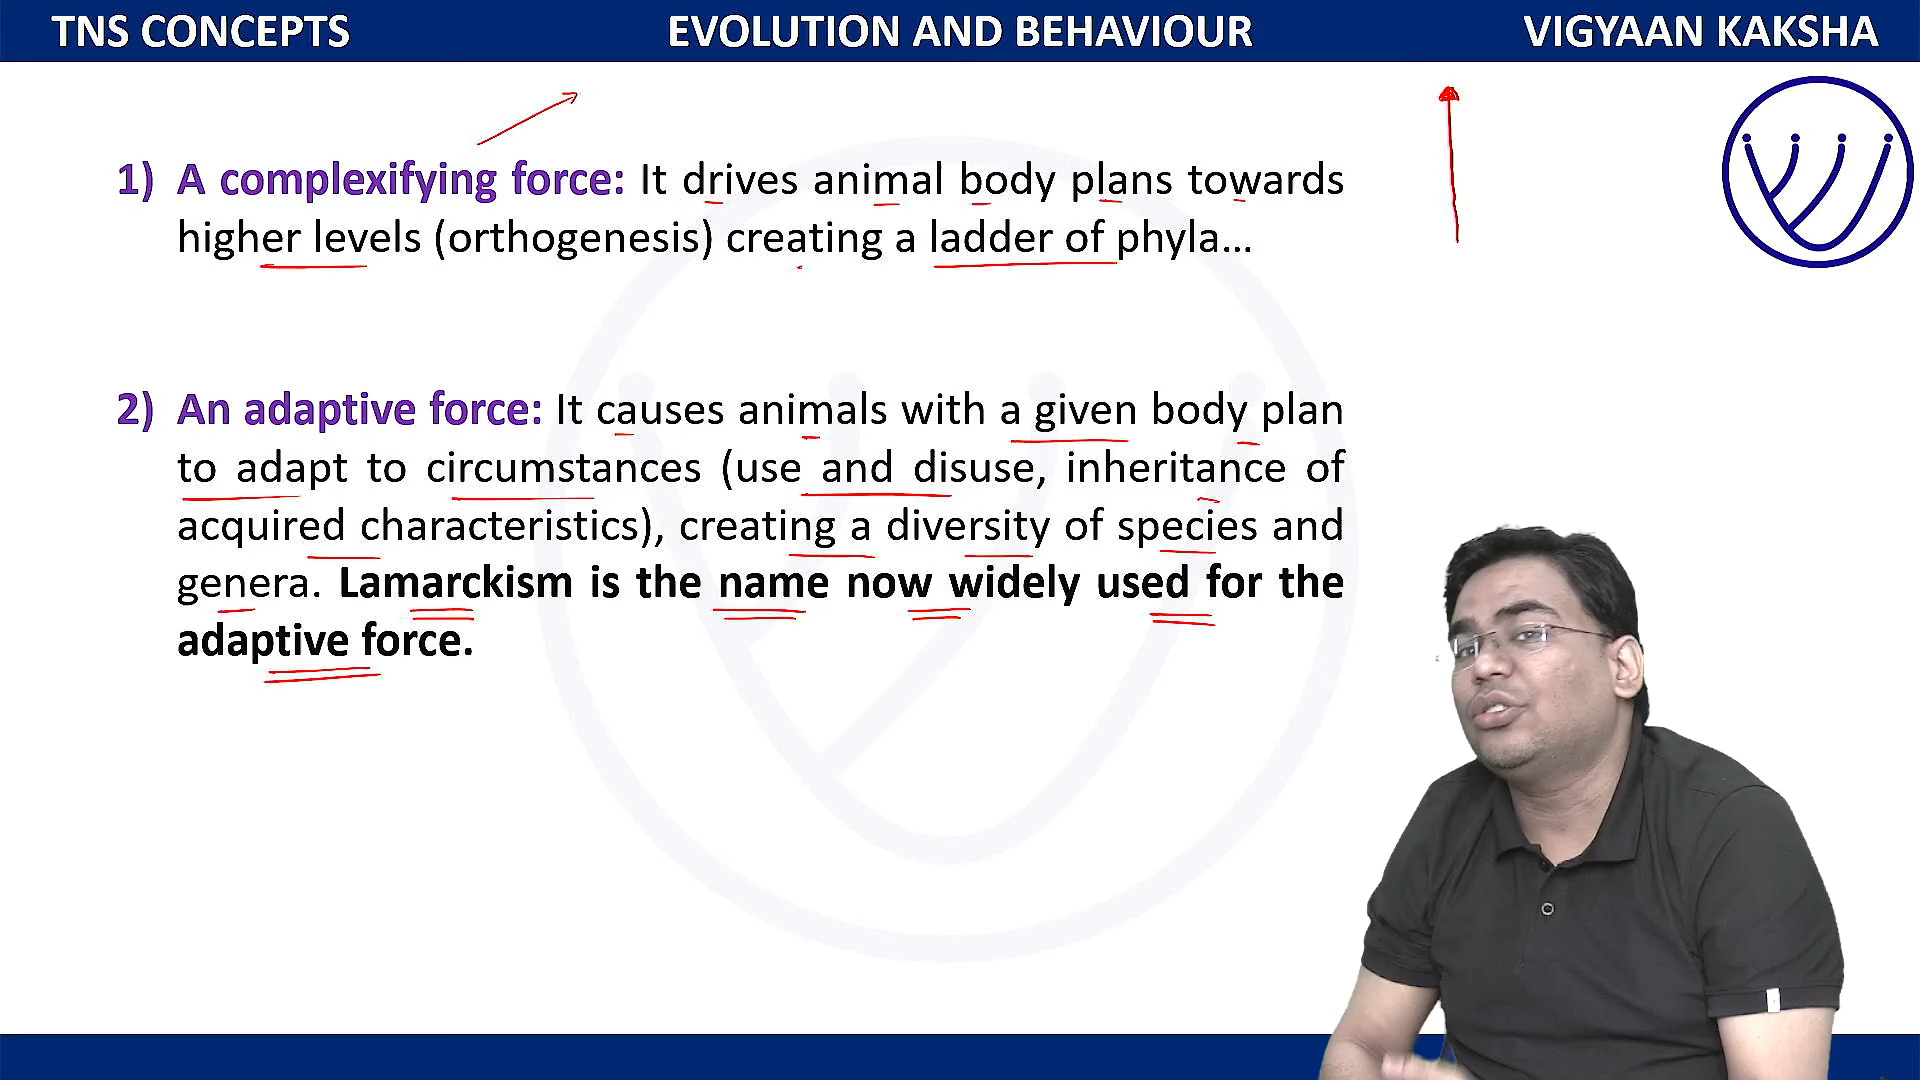 TNS CONCEPTS EVOLUTION AND BEHAVIOUR VIGYAAN KAKSHA
1) A complexifying force: It drives animal body plans towards
higher levels (orthogenesis) creating a ladder of phyla...
2) An adaptive force: It causes animals with a given body plan
to adapt to circumstances (use and disuse, inheritance of
acquired characteristics), creating a diversity of species and
genera. Lamarckism is the name now widely used for the
adaptive force.